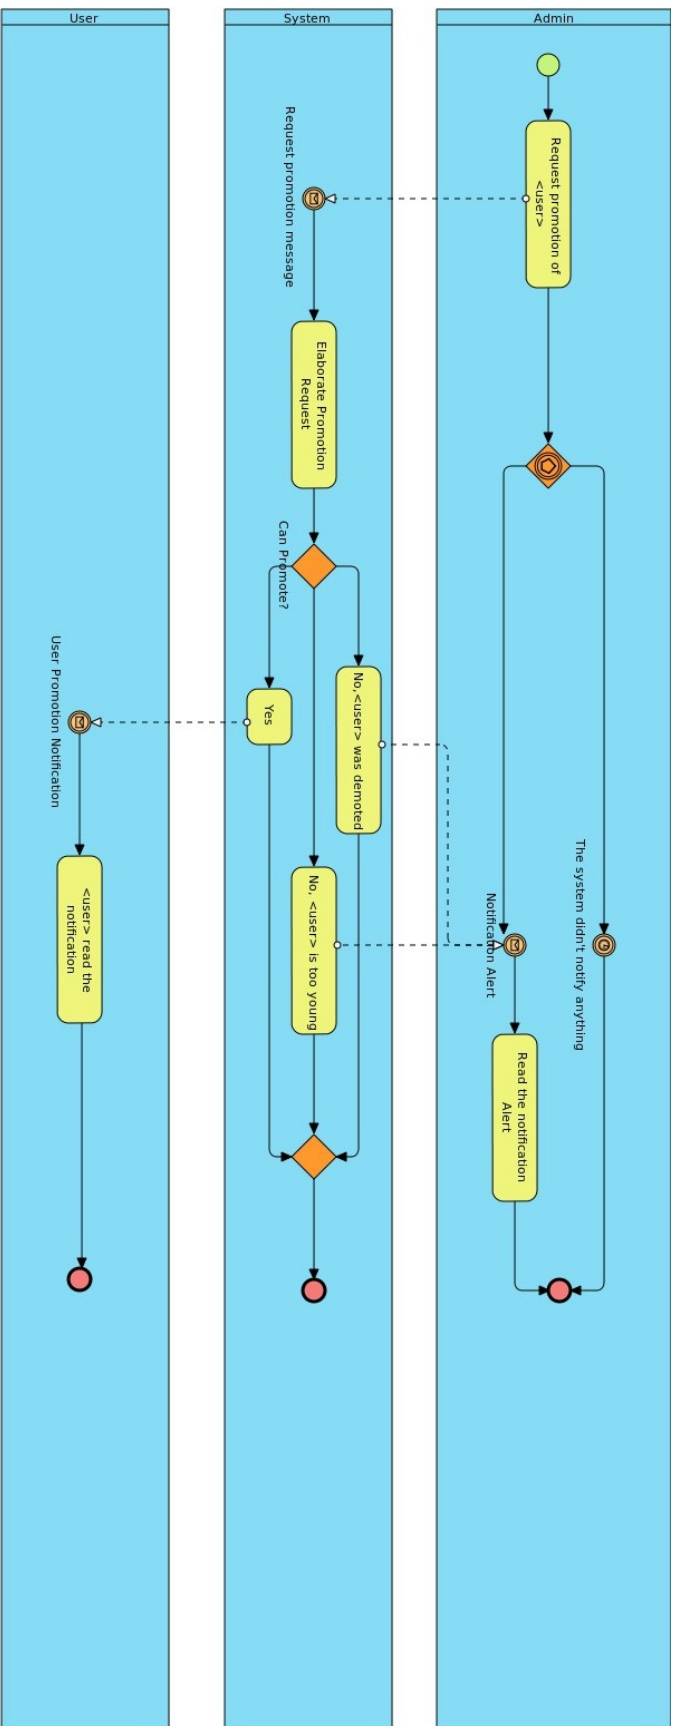 User
System
Admin
Request promotion of
<user>
Request promotion message
Elaborate Promotion
Request
Can Promote?
No,<user> was demoted
Yes
User Promotion Notification
No, <user> is too young
<user> read the
notification
The system didn't notify anything
Notification Alert
Read the notification
Alert